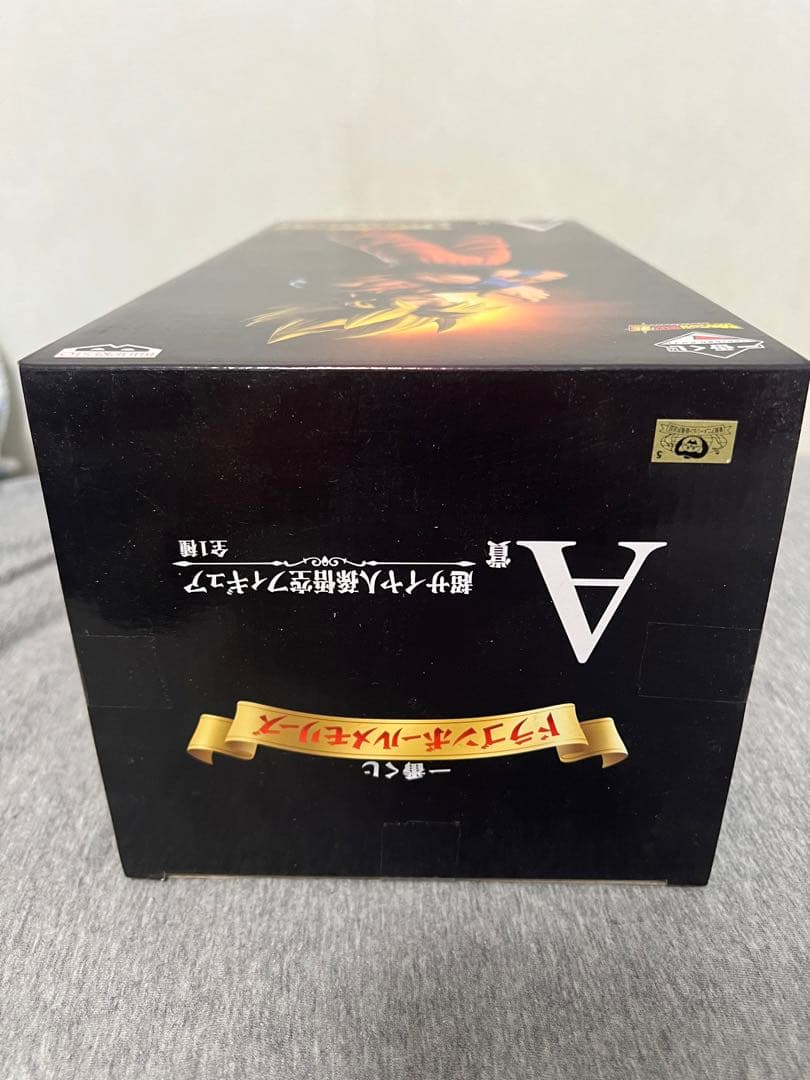 一番くじ
ドラゴンボールメモリーズ
A賞
超サイヤ人孫悟空フィギュア
全1種